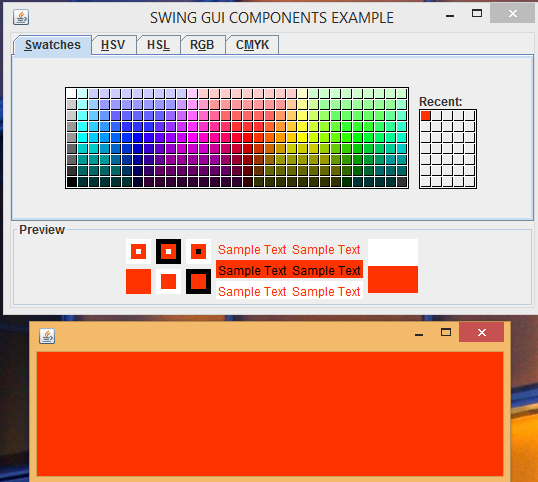 SWING GUI COMPONENTS EXAMPLE
Swatches HSV HSL RGB CMYK
Recent:
Preview
Sample Text Sample Text
Sample Text Sample Text
Sample Text Sample Text